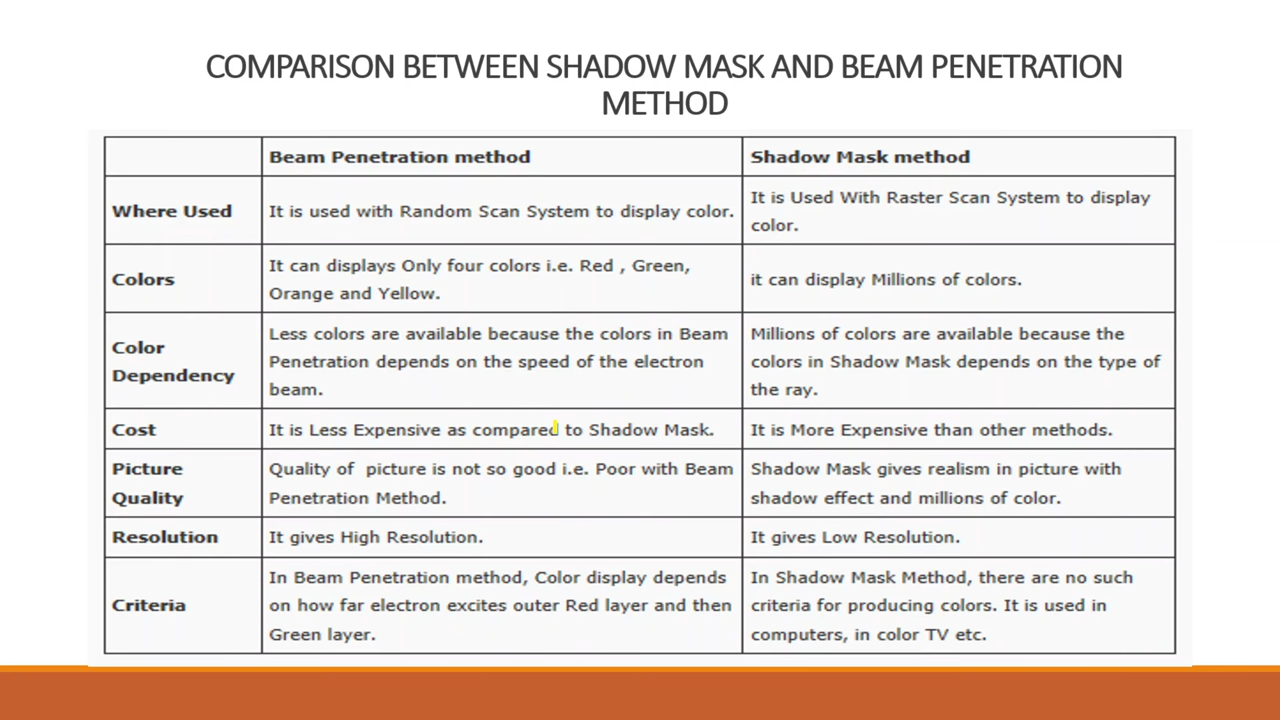 COMPARISON BETWEEN SHADOW MASK AND BEAM PENETRATION
METHOD
Beam Penetration method
Shadow Mask method
Where Used
It is used with Random Scan System to display color.
It is Used With Raster Scan System to display
color.
Colors
It can displays Only four colors i.e. Red , Green,
Orange and Yellow.
it can display Millions of colors.
Color
Dependency
Less colors are available because the colors in Beam
Penetration depends on the speed of the electron
beam.
Millions of colors are available because the
colors in Shadow Mask depends on the type of
the ray.
Cost
It is Less Expensive as compared to Shadow Mask.
It is More Expensive than other methods.
Picture
Quality
Quality of picture is not so good i.e. Poor with Beam
Penetration Method.
Shadow Mask gives realism in picture with
shadow effect and millions of color.
Resolution
It gives High Resolution.
It gives Low Resolution.
Criteria
In Beam Penetration method, Color display depends
on how far electron excites outer Red layer and then
Green layer.
In Shadow Mask Method, there are no such
criteria for producing colors. It is used in
computers, in color TV etc.